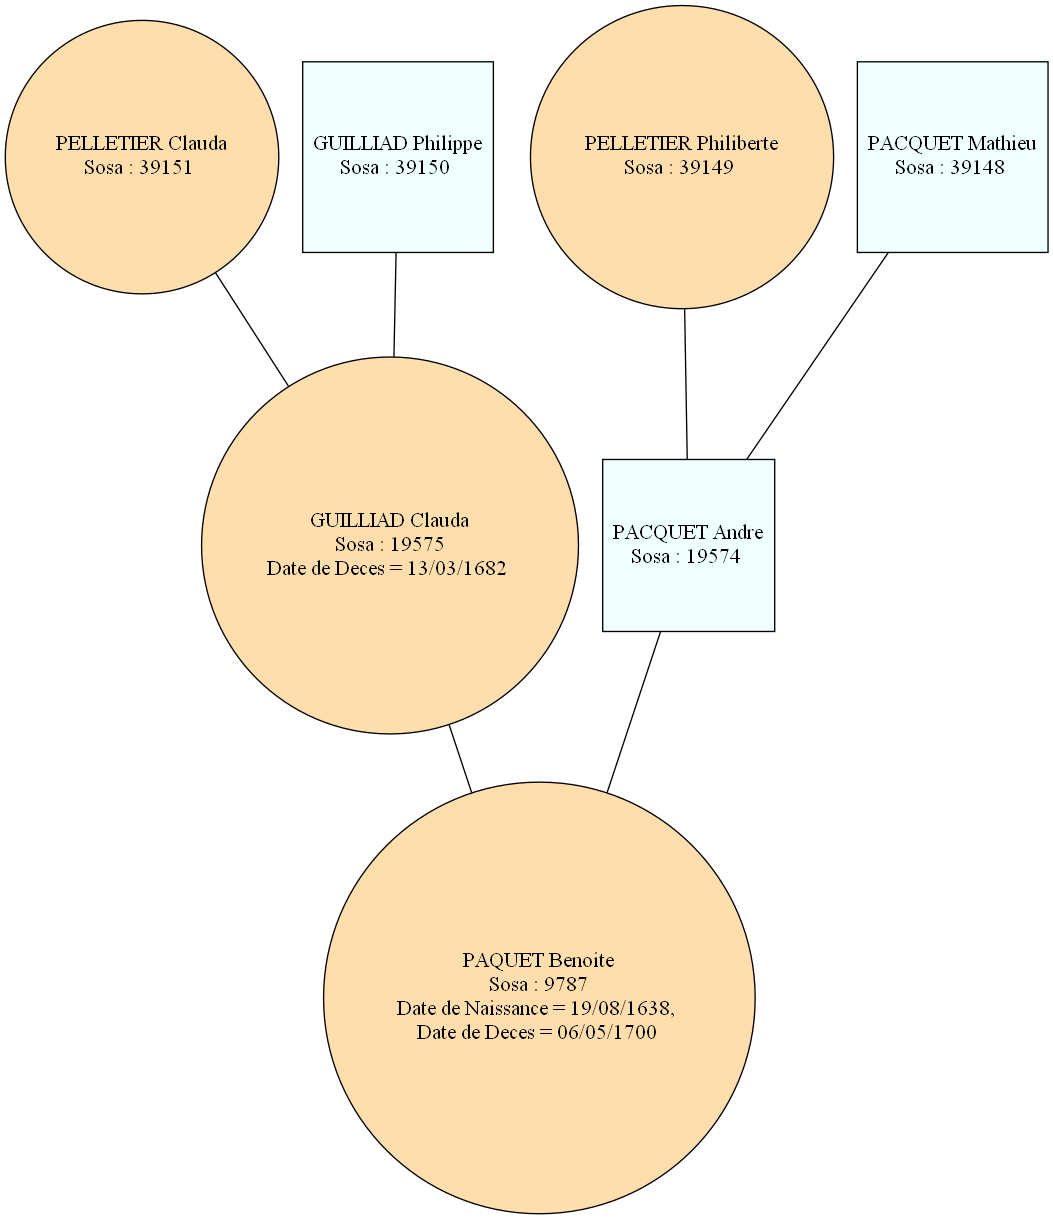 PELLETIER Clauda
Sosa : 39151
GUILLIAD Philippe
Sosa : 39150
PELLETIER Philiberte
Sosa : 39149
PACQUET Mathieu
Sosa : 39148
GUILLIAD Clauda
Sosa : 19575
Date de Deces = 13/03/1682
PACQUET Andre
Sosa : 19574
PAQUET Benoite
Sosa : 9787
Date de Naissance = 19/08/1638,
Date de Deces = 06/05/1700